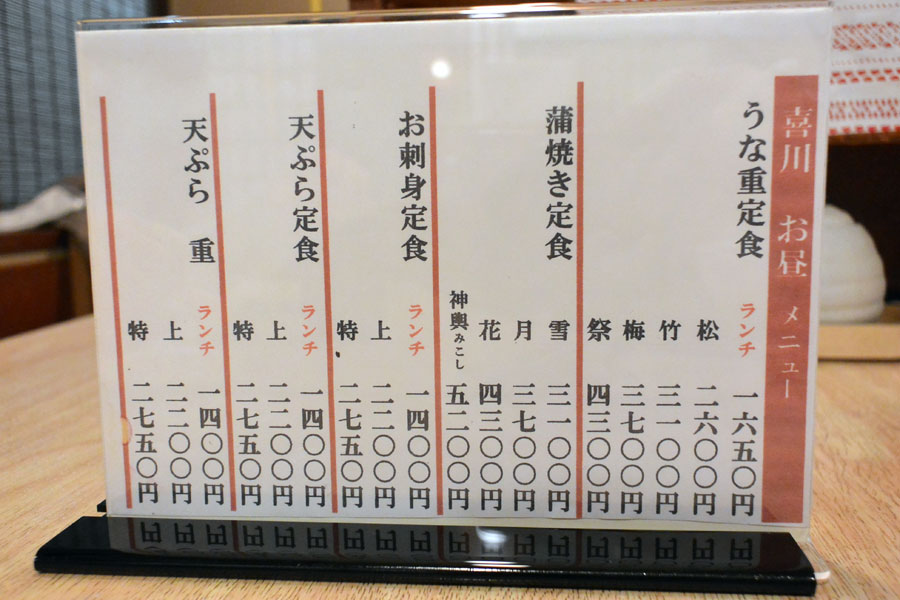 喜川 お昼 メニュー
うな重定食
ランチ 一六五〇円
松 二六〇〇円
竹 三一〇〇円
梅 三七〇〇円
祭 四三〇〇円
蒲焼き定食
雪 三一〇〇円
月 三七〇〇円
花 四三〇〇円
神輿みこし 五二〇〇円
お刺身定食
ランチ 一四〇〇円
上 二二〇〇円
特 二七五〇円
天ぷら定食
ランチ 一四〇〇円
上 二二〇〇円
特 二七五〇円
天ぷら 重
ランチ 一四〇〇円
上 二二〇〇円
特 二七五〇円